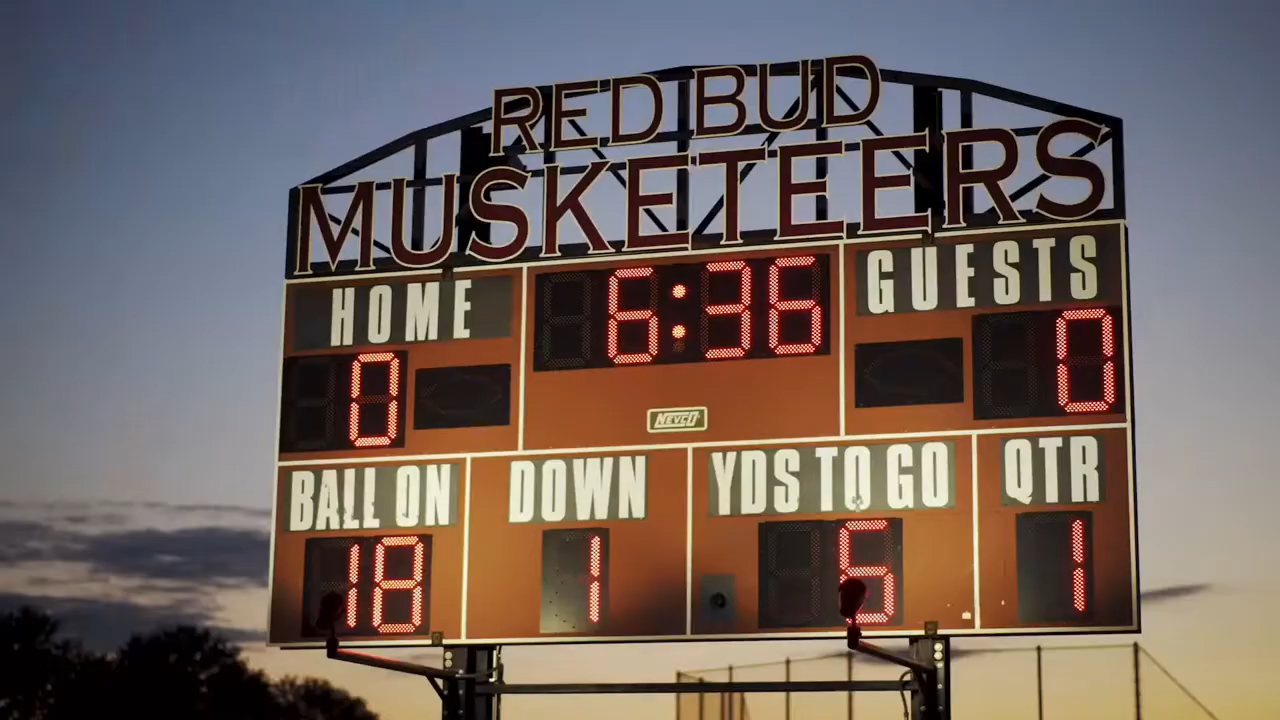 RED BUD
MUSKETEERS
HOME 6:36 GUESTS
0 0
NEVCO
BALL ON DOWN YDS TO GO QTR
18 1 5 1